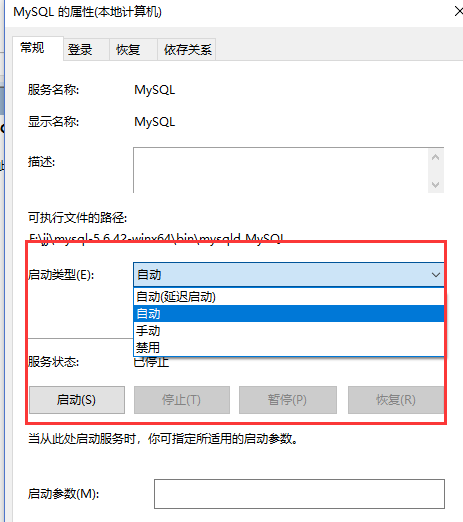 MySQL 的属性(本地计算机)
常规 登录 恢复 依存关系
服务名称: MySQL
显示名称: MySQL
描述:
可执行文件的路径:
F:\jj\mysql-5.6.42-winx64\bin\mysqld MySQL
启动类型(E): 自动
自动(延迟启动)
自动
手动
禁用
服务状态: 已停止
启动(S) 停止(T) 暂停(P) 恢复(R)
当从此处启动服务时，你可指定所适用的启动参数。
启动参数(M):